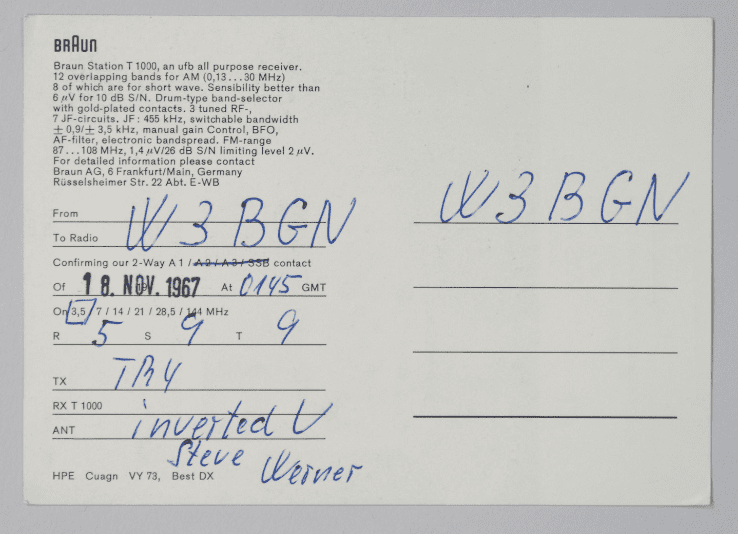 BRAUN
Braun Station T 1000, an ufb all purpose receiver.
12 overlapping bands for AM (0,13...30 MHz)
8 of which are for short wave. Sensibility better than
6 µV for 10 dB S/N. Drum-type band-selector
with gold-plated contacts. 3 tuned RF-,
7 JF-circuits. JF: 455 kHz, switchable bandwidth
± 0,9/± 3,5 kHz, manual gain Control, BFO,
AF-filter, electronic bandspread. FM-range
87...108 MHz, 1,4 µV/26 dB S/N limiting level 2 µV.
For detailed information please contact
Braun AG, 6 Frankfurt/Main, Germany
Rüsselsheimer Str. 22 Abt. E-WB
From
To Radio W3BGN
W3BGN
Confirming our 2-Way A1 / A2 / A3 / SSB contact
Of 18. NOV. 1967 At 0145 GMT
On 3,5 / 7 / 14 / 21 / 28,5 / 144 MHz
R 5 S 9 T 9
TX TR4
RX T 1000
ANT inverted V
Steve Werner
HPE Cuagn VY 73, Best DX